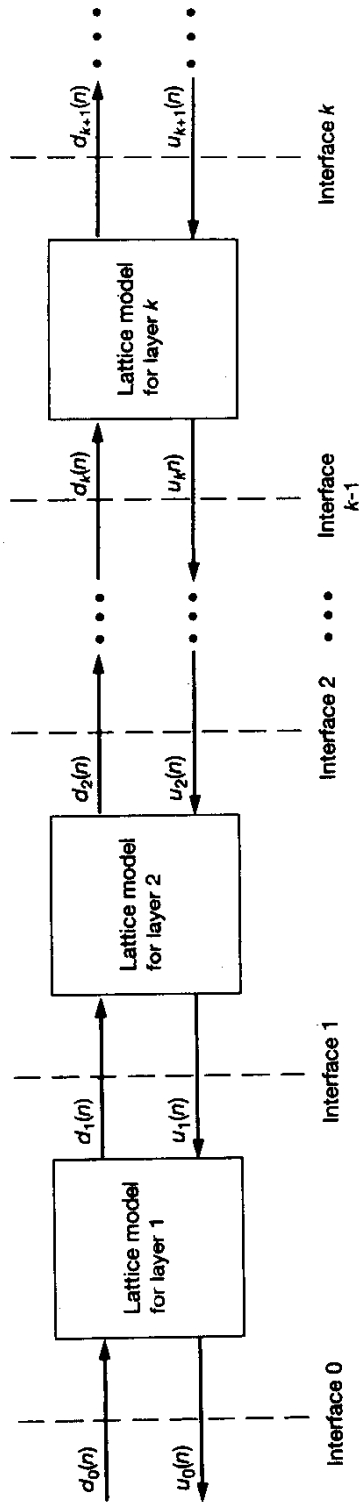 d₀(n)
d₁(n)
d₂(n)
dₖ(n)
dₖ₊₁(n)
Lattice model
for layer 1
Lattice model
for layer 2
Lattice model
for layer k
u₀(n)
u₁(n)
u₂(n)
uₖn)
uₖ₊₁(n)
Interface 0
Interface 1
Interface 2
Interface
k-1
Interface k